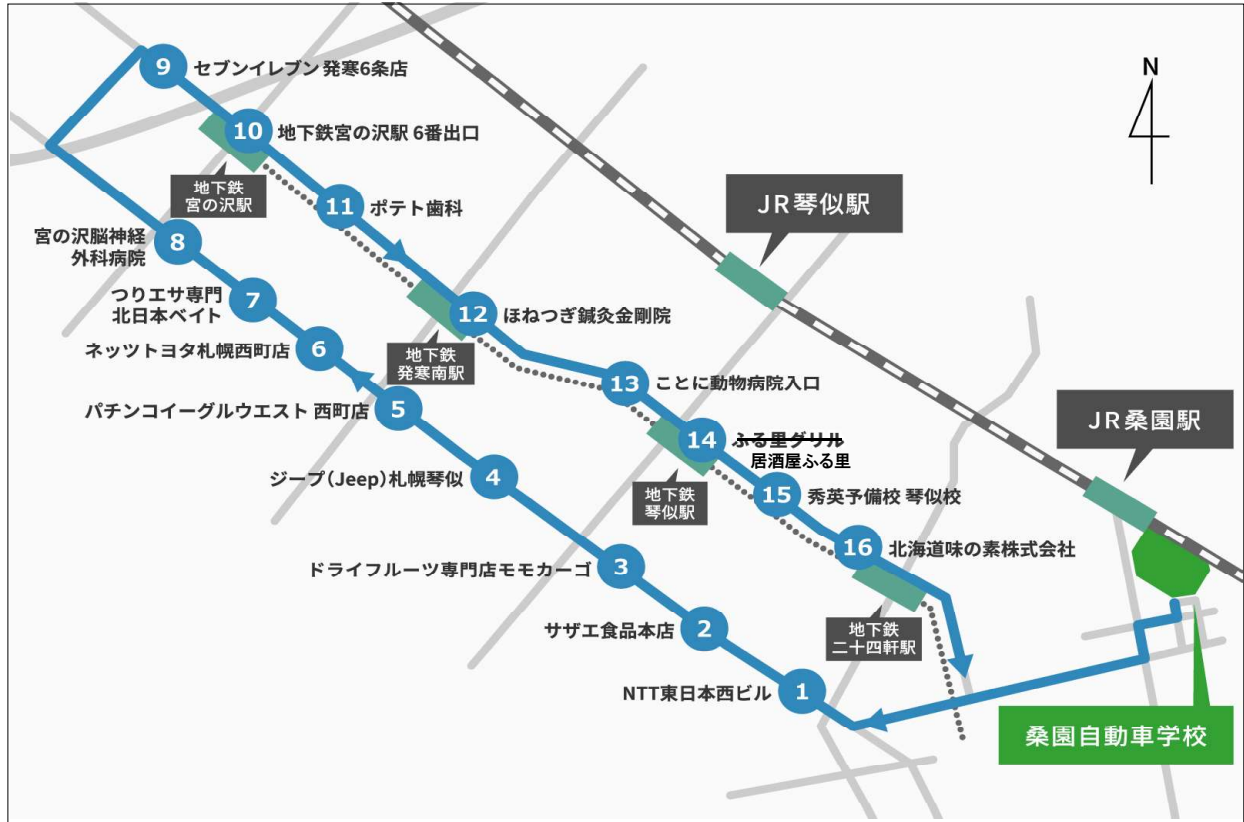 N
9
セブンイレブン 発寒6条店
10
地下鉄宮の沢駅 6番出口
地下鉄
宮の沢駅
11
ポテト歯科
JR琴似駅
宮の沢脳神経
外科病院
8
つりエサ専門
北日本ベイト
7
12
ほねつぎ鍼灸金剛院
地下鉄
発寒南駅
ネッツトヨタ札幌西町店
6
13
ことに動物病院入口
パチンコイーグルウエスト 西町店
5
JR桑園駅
14
ふる里グリル
居酒屋ふる里
地下鉄
琴似駅
ジープ(Jeep)札幌琴似
4
15
秀英予備校 琴似校
16
北海道味の素株式会社
ドライフルーツ専門店モモカーゴ
3
地下鉄
二十四軒駅
サザエ食品本店
2
NTT東日本西ビル
1
桑園自動車学校